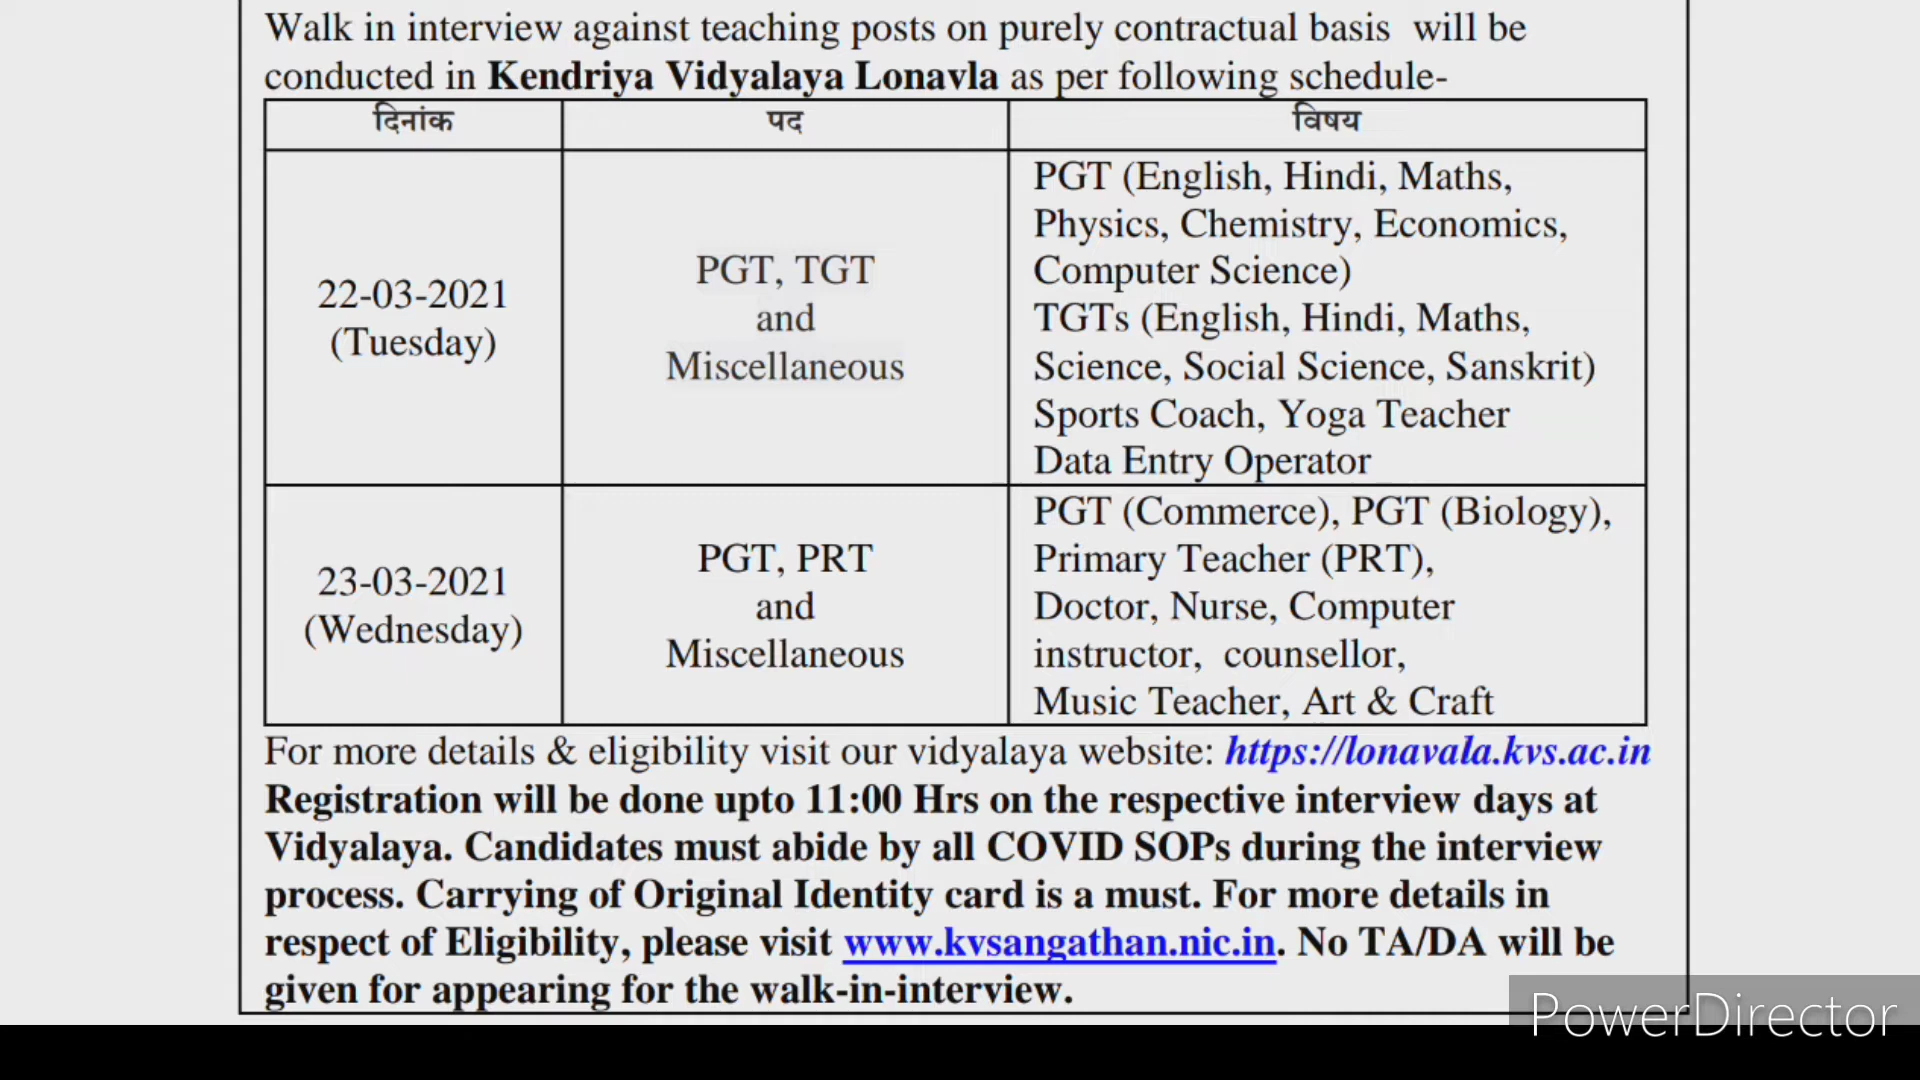 Walk in interview against teaching posts on purely contractual basis will be
conducted in Kendriya Vidyalaya Lonavla as per following schedule-
दिनांक पद विषय
22-03-2021
(Tuesday)
PGT, TGT
and
Miscellaneous
PGT (English, Hindi, Maths,
Physics, Chemistry, Economics,
Computer Science)
TGTs (English, Hindi, Maths,
Science, Social Science, Sanskrit)
Sports Coach, Yoga Teacher
Data Entry Operator
23-03-2021
(Wednesday)
PGT, PRT
and
Miscellaneous
PGT (Commerce), PGT (Biology),
Primary Teacher (PRT),
Doctor, Nurse, Computer
instructor, counsellor,
Music Teacher, Art & Craft
For more details & eligibility visit our vidyalaya website: https://lonavala.kvs.ac.in
Registration will be done upto 11:00 Hrs on the respective interview days at
Vidyalaya. Candidates must abide by all COVID SOPs during the interview
process. Carrying of Original Identity card is a must. For more details in
respect of Eligibility, please visit www.kvsangathan.nic.in. No TA/DA will be
given for appearing for the walk-in-interview.
PowerDirector